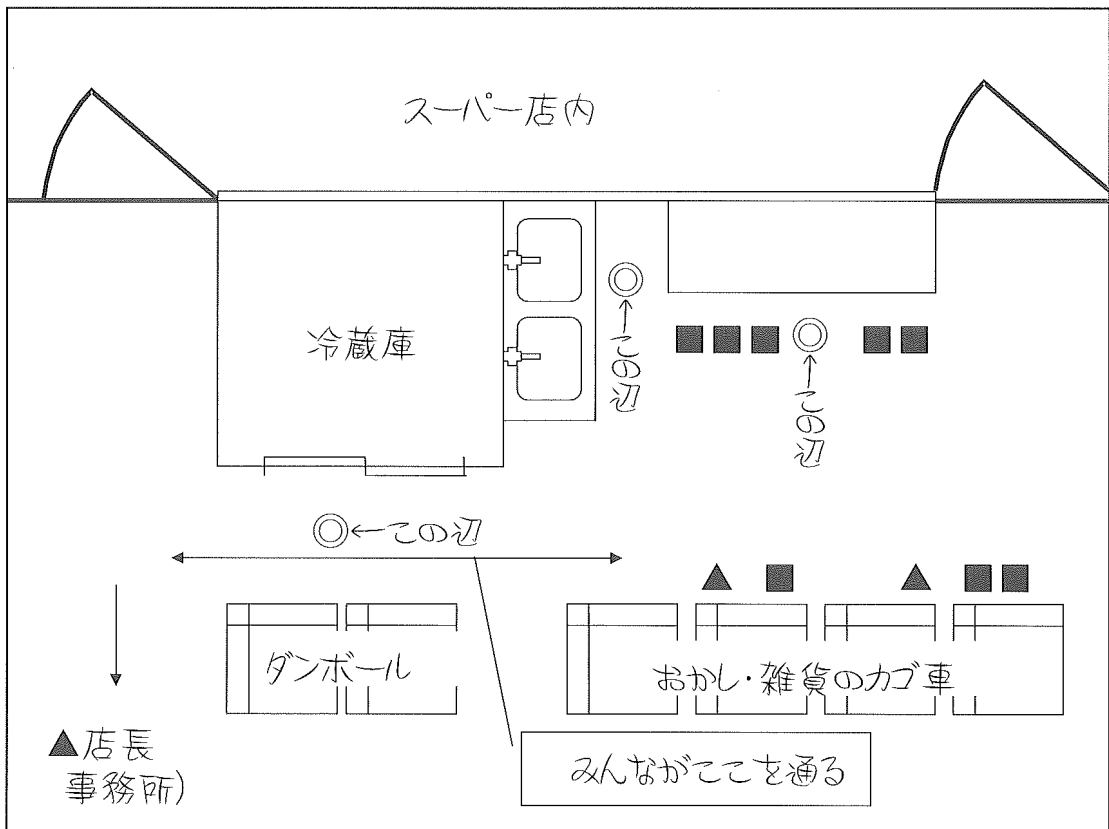 スーパー店内
冷蔵庫
←この辺
←この辺
←この辺
ダンボール
おかし・雑貨のカゴ車
▲店長
事務所)
みんながここを通る